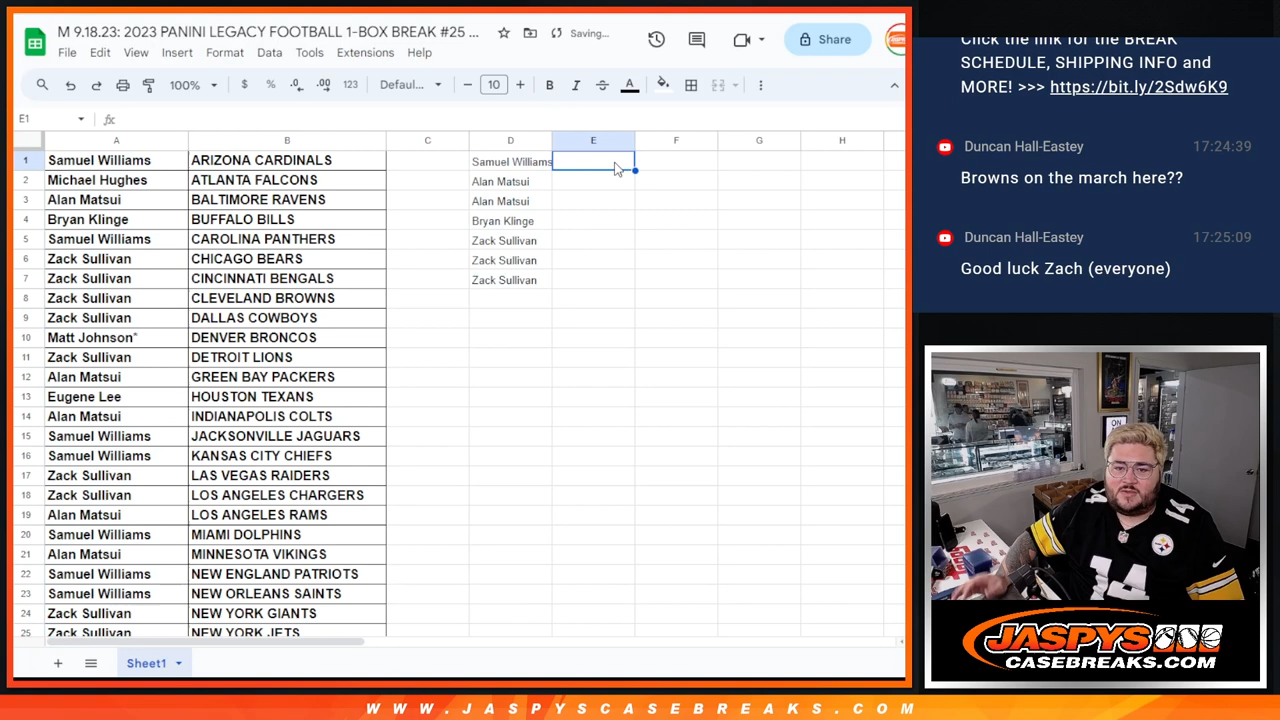 M 9.18.23: 2023 PANINI LEGACY FOOTBALL 1-BOX BREAK #25 ...
Saving...
File Edit View Insert Format Data Tools Extensions Help
Share
100% $ % .0 .00 123 Defaul... 10 B I A
E1 fx
A B C D E F G H
1 Samuel Williams ARIZONA CARDINALS Samuel Williams
2 Michael Hughes ATLANTA FALCONS Alan Matsui
3 Alan Matsui BALTIMORE RAVENS Alan Matsui
4 Bryan Klinge BUFFALO BILLS Bryan Klinge
5 Samuel Williams CAROLINA PANTHERS Zack Sullivan
6 Zack Sullivan CHICAGO BEARS Zack Sullivan
7 Zack Sullivan CINCINNATI BENGALS Zack Sullivan
8 Zack Sullivan CLEVELAND BROWNS
9 Zack Sullivan DALLAS COWBOYS
10 Matt Johnson* DENVER BRONCOS
11 Zack Sullivan DETROIT LIONS
12 Alan Matsui GREEN BAY PACKERS
13 Eugene Lee HOUSTON TEXANS
14 Alan Matsui INDIANAPOLIS COLTS
15 Samuel Williams JACKSONVILLE JAGUARS
16 Samuel Williams KANSAS CITY CHIEFS
17 Zack Sullivan LAS VEGAS RAIDERS
18 Zack Sullivan LOS ANGELES CHARGERS
19 Alan Matsui LOS ANGELES RAMS
20 Samuel Williams MIAMI DOLPHINS
21 Alan Matsui MINNESOTA VIKINGS
22 Samuel Williams NEW ENGLAND PATRIOTS
23 Samuel Williams NEW ORLEANS SAINTS
24 Zack Sullivan NEW YORK GIANTS
25 Zack Sullivan NEW YORK JETS
Sheet1
Click the link for the BREAK
SCHEDULE, SHIPPING INFO and
MORE! >>> https://bit.ly/2Sdw6K9
Duncan Hall-Eastey 17:24:39
Browns on the march here??
Duncan Hall-Eastey 17:25:09
Good luck Zach (everyone)
ON
14
14
JASPYS
CASEBREAKS.COM
WWW.JASPYSCASEBREAKS.COM